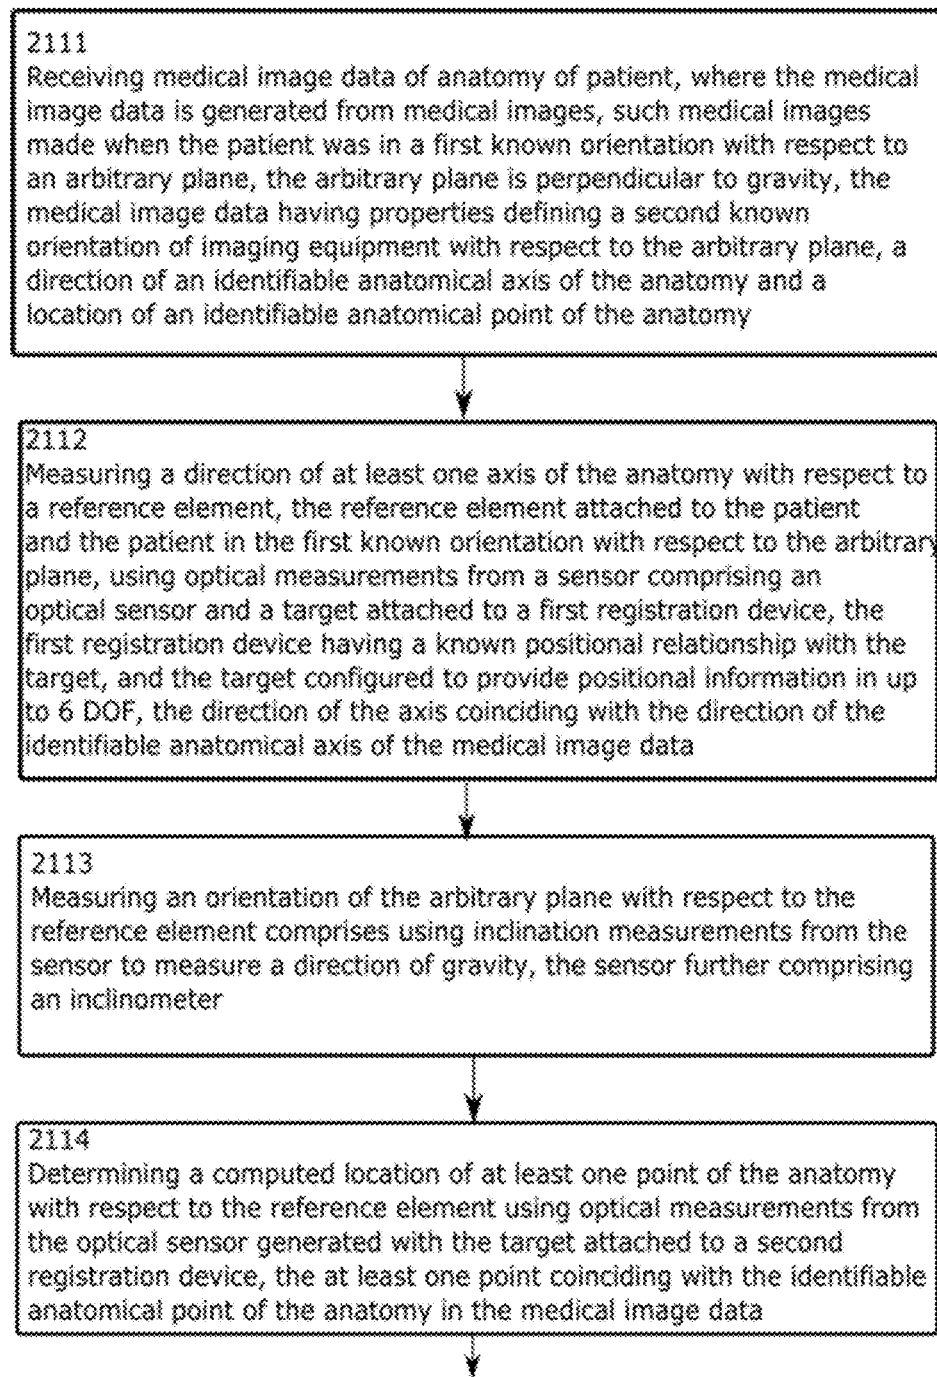 2111
Receiving medical image data of anatomy of patient, where the medical
image data is generated from medical images, such medical images
made when the patient was in a first known orientation with respect to
an arbitrary plane, the arbitrary plane is perpendicular to gravity, the
medical image data having properties defining a second known
orientation of imaging equipment with respect to the arbitrary plane, a
direction of an identifiable anatomical axis of the anatomy and a
location of an identifiable anatomical point of the anatomy
2112
Measuring a direction of at least one axis of the anatomy with respect to
a reference element, the reference element attached to the patient
and the patient in the first known orientation with respect to the arbitrary
plane, using optical measurements from a sensor comprising an
optical sensor and a target attached to a first registration device, the
first registration device having a known positional relationship with the
target, and the target configured to provide positional information in up
to 6 DOF, the direction of the axis coinciding with the direction of the
identifiable anatomical axis of the medical image data
2113
Measuring an orientation of the arbitrary plane with respect to the
reference element comprises using inclination measurements from the
sensor to measure a direction of gravity, the sensor further comprising
an inclinometer
2114
Determining a computed location of at least one point of the anatomy
with respect to the reference element using optical measurements from
the optical sensor generated with the target attached to a second
registration device, the at least one point coinciding with the identifiable
anatomical point of the anatomy in the medical image data